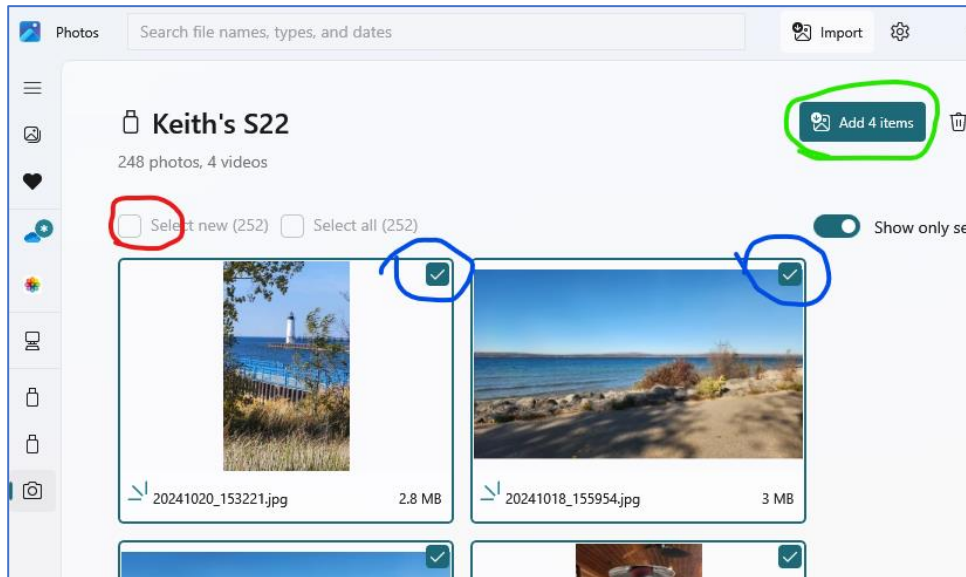 Photos
Search file names, types, and dates
Import
Keith's S22
Add 4 items
248 photos, 4 videos
Select new (252)
Select all (252)
Show only se
20241020_153221.jpg
2.8 MB
20241018_155954.jpg
3 MB